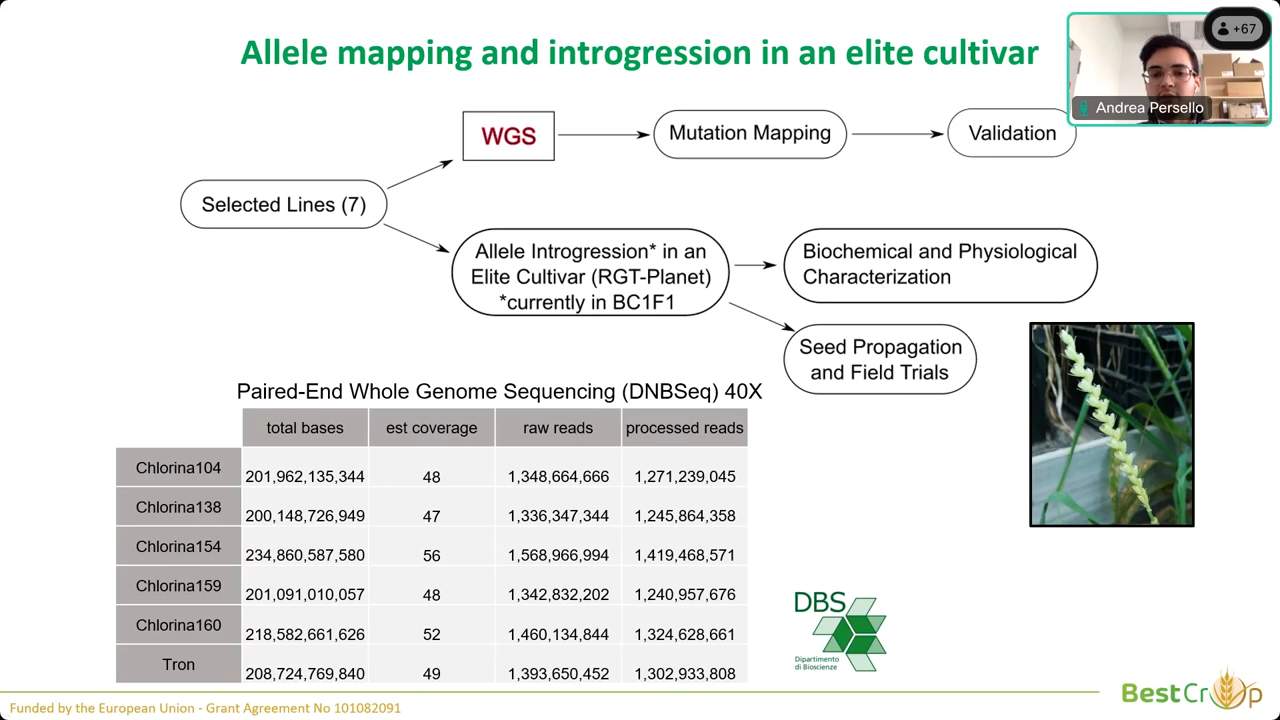 Allele mapping and introgression in an elite cultivar
+67
Andrea Persello
WGS
Mutation Mapping
Validation
Selected Lines (7)
Allele Introgression* in an
Elite Cultivar (RGT-Planet)
*currently in BC1F1
Biochemical and Physiological
Characterization
Seed Propagation
and Field Trials
Paired-End Whole Genome Sequencing (DNBSeq) 40X
total bases est coverage raw reads processed reads
Chlorina104 201,962,135,344 48 1,348,664,666 1,271,239,045
Chlorina138 200,148,726,949 47 1,336,347,344 1,245,864,358
Chlorina154 234,860,587,580 56 1,568,966,994 1,419,468,571
Chlorina159 201,091,010,057 48 1,342,832,202 1,240,957,676
Chlorina160 218,582,661,626 52 1,460,134,844 1,324,628,661
Tron 208,724,769,840 49 1,393,650,452 1,302,933,808
DBS
Dipartimento
di Bioscienze
BestCrop
Funded by the European Union - Grant Agreement No 101082091